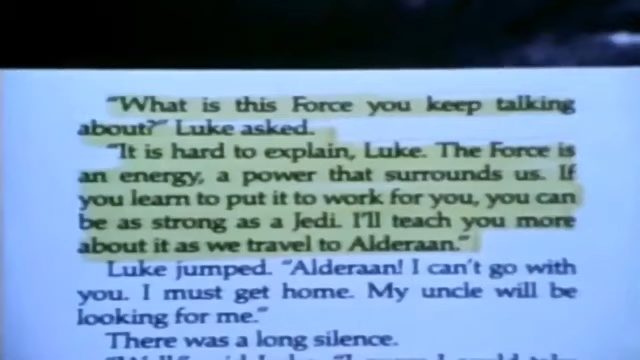 "What is this Force you keep talking
about?" Luke asked.
"It is hard to explain, Luke. The Force is
an energy, a power that surrounds us. If
you learn to put it to work for you, you can
be as strong as a Jedi. I'll teach you more
about it as we travel to Alderaan."
Luke jumped. "Alderaan! I can't go with
you. I must get home. My uncle will be
looking for me."
There was a long silence.